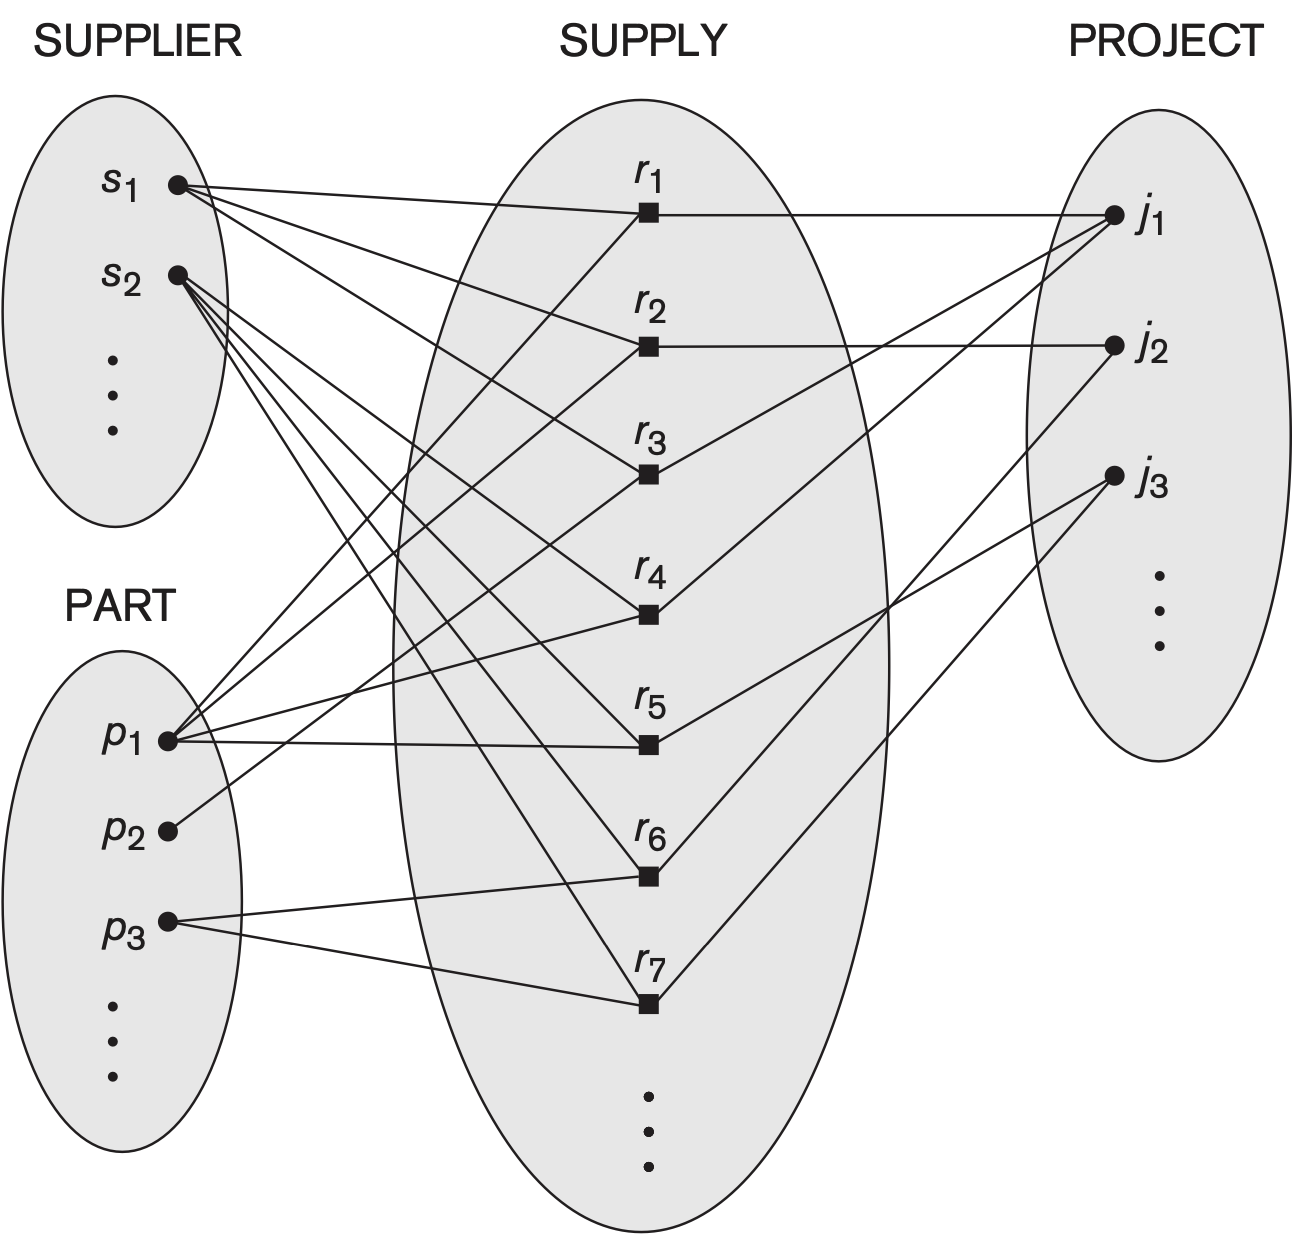 SUPPLIER
SUPPLY
PROJECT
s1
s2
PART
p1
p2
p3
r1
r2
r3
r4
r5
r6
r7
j1
j2
j3